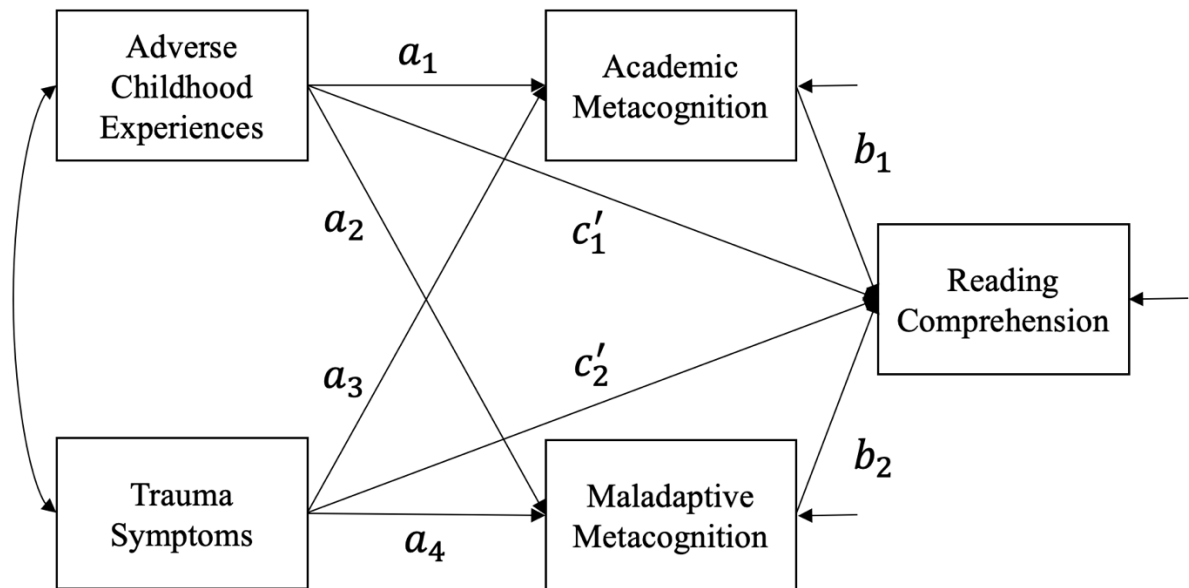 Adverse
Childhood
Experiences
a₁
Academic
Metacognition
b₁
a₂
c′₁
Reading
Comprehension
a₃
c′₂
b₂
Trauma
Symptoms
a₄
Maladaptive
Metacognition